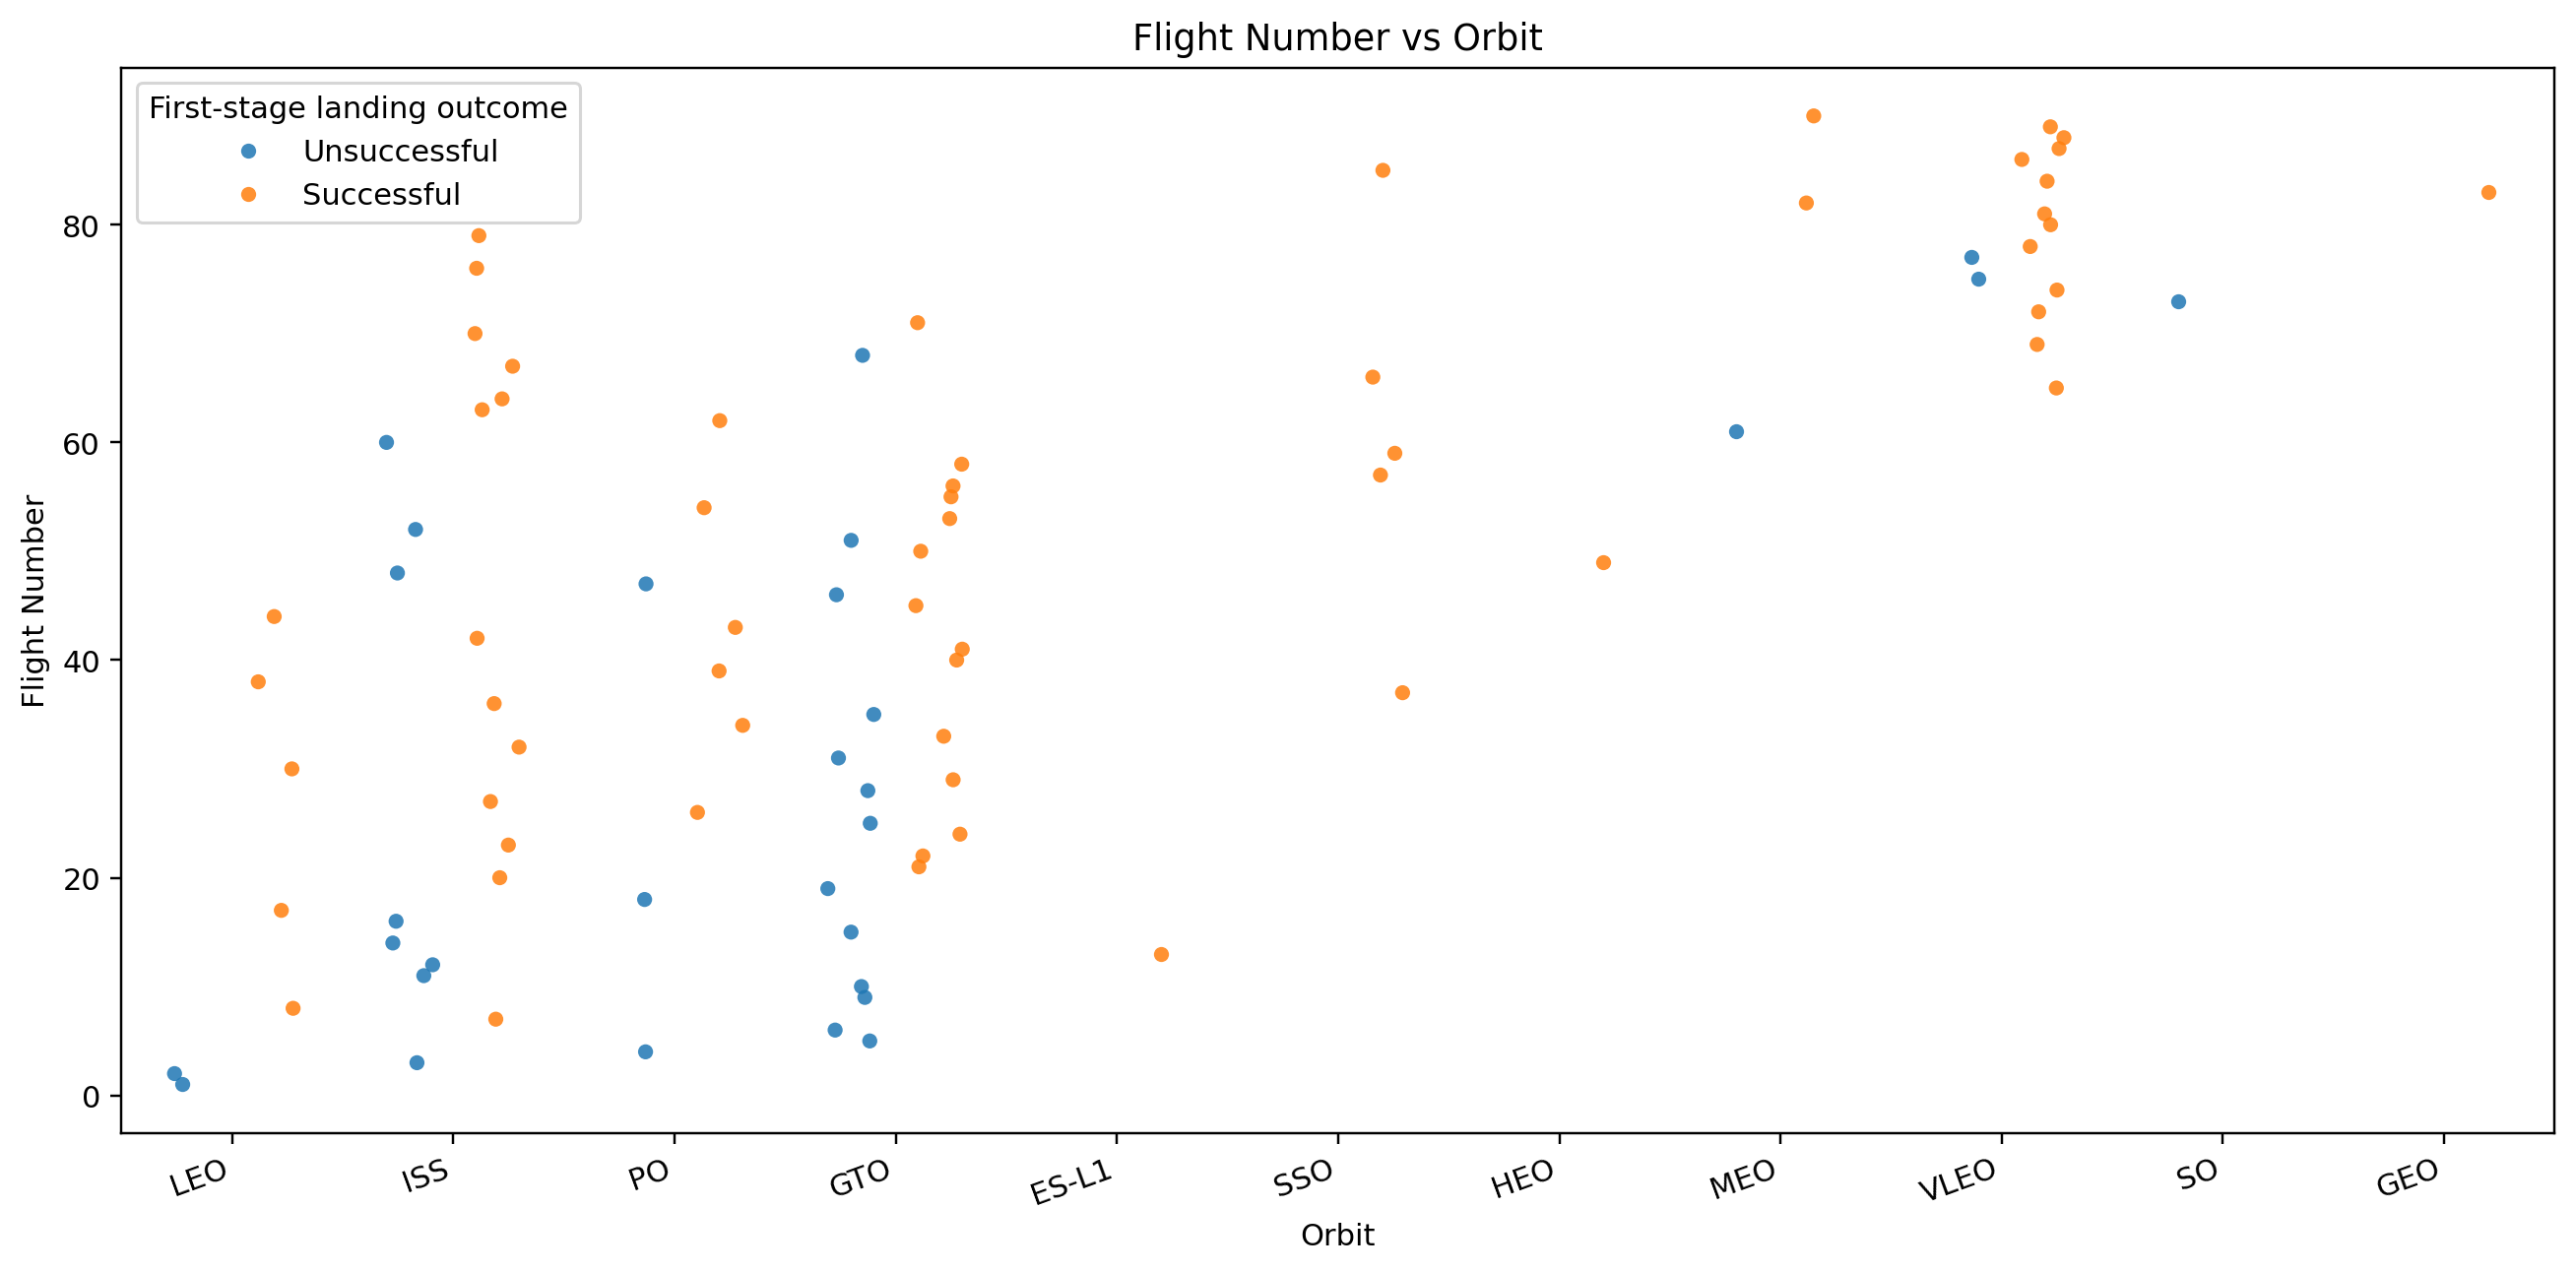 Flight Number vs Orbit
First-stage landing outcome
Unsuccessful
Successful
Flight Number
80
60
40
20
0
LEO
ISS
PO
GTO
ES-L1
SSO
HEO
MEO
VLEO
SO
GEO
Orbit